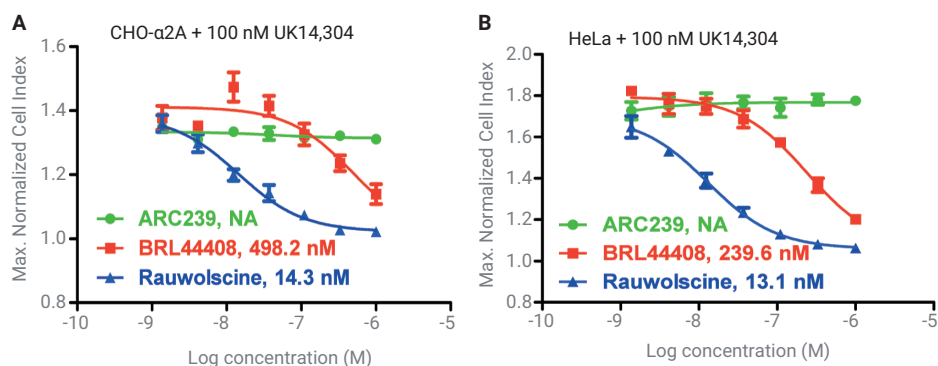 A
CHO-α2A + 100 nM UK14,304
Max. Normalized Cell Index
1.6
1.4
1.2
1.0
0.8
ARC239, NA
BRL44408, 498.2 nM
Rauwolscine, 14.3 nM
-10
-9
-8
-7
-6
-5
Log concentration (M)
B
HeLa + 100 nM UK14,304
Max. Normalized Cell Index
2.0
1.8
1.6
1.4
1.2
1.0
0.8
ARC239, NA
BRL44408, 239.6 nM
Rauwolscine, 13.1 nM
-10
-9
-8
-7
-6
-5
Log concentration (M)